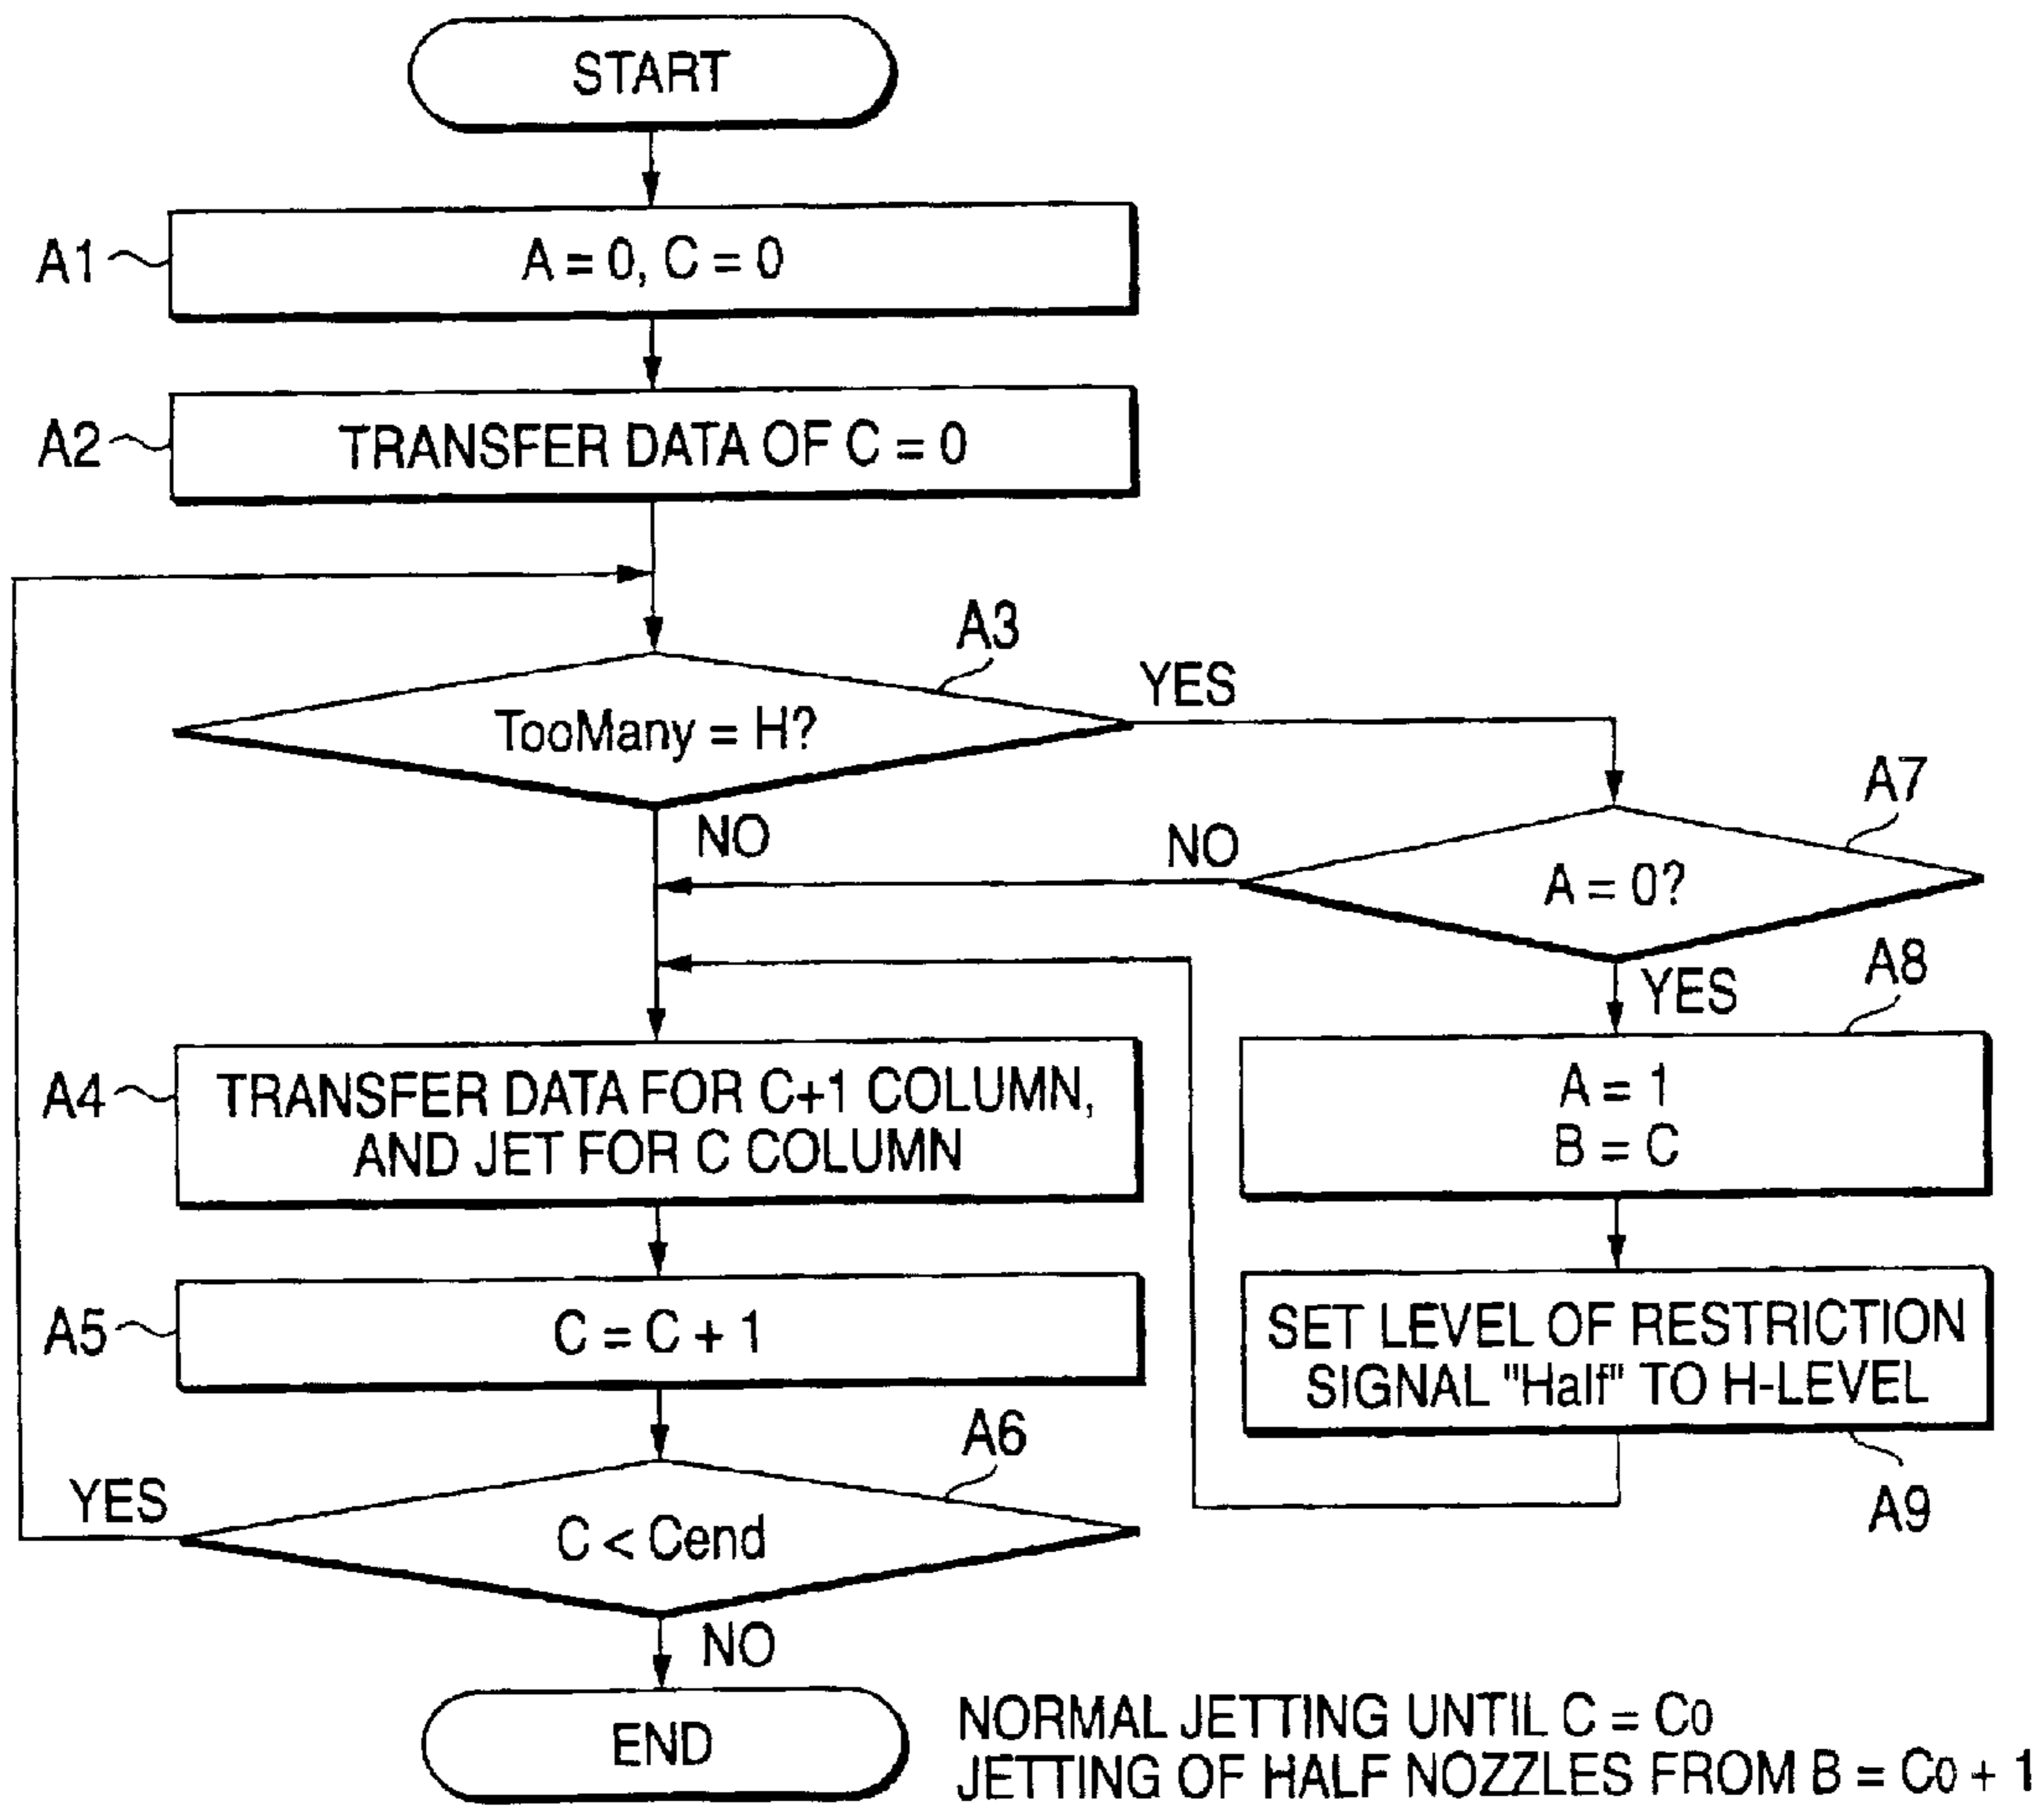 START
A1
A = 0, C = 0
A2
TRANSFER DATA OF C = 0
A3
TooMany = H?
YES
NO
A7
A = 0?
NO
YES
A8
A = 1
B = C
A4
TRANSFER DATA FOR C+1 COLUMN,
AND JET FOR C COLUMN
A5
C = C + 1
SET LEVEL OF RESTRICTION
SIGNAL "Half" TO H-LEVEL
A9
A6
C < Cend
YES
NO
END
NORMAL JETTING UNTIL C = C0
JETTING OF HALF NOZZLES FROM B = C0 + 1